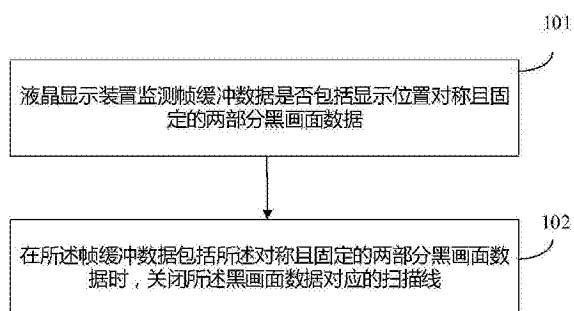 101
液晶显示装置监测帧缓冲数据是否包括显示位置对称且固
定的两部分黑画面数据
102
在所述帧缓冲数据包括所述对称且固定的两部分黑画面数
据时，关闭所述黑画面数据对应的扫描线